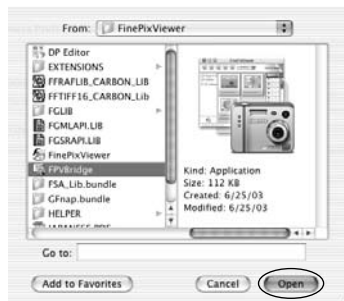 From: FinePixViewer
DP Editor
EXTENSIONS
FFRAFLIB_CARBON_LIB
FFTIFF16_CARBON_Lib
FGLIB
FGMLAPI.LIB
FGSRAPI.LIB
FinePixViewer
FPVBridge
FSA_Lib.bundle
GFnap.bundle
HELPER
Kind: Application
Size: 112 KB
Created: 6/25/03
Modified: 6/25/03
Go to:
Add to Favorites
Cancel
Open